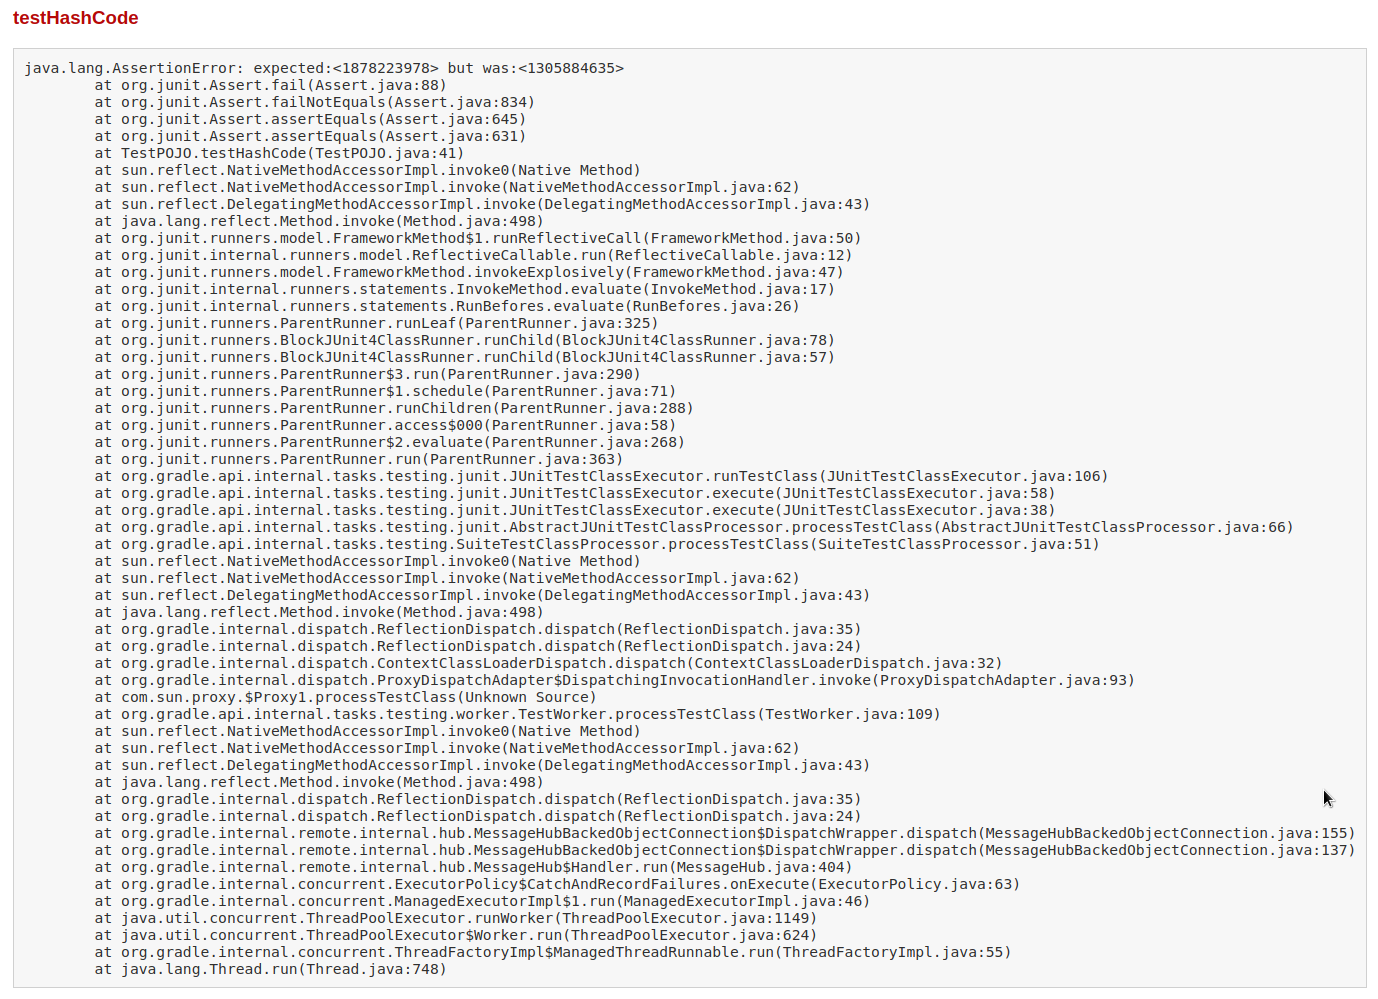 testHashCode
java.lang.AssertionError: expected:<1878223978> but was:<1305884635>
at org.junit.Assert.fail(Assert.java:88)
at org.junit.Assert.failNotEquals(Assert.java:834)
at org.junit.Assert.assertEquals(Assert.java:645)
at org.junit.Assert.assertEquals(Assert.java:631)
at TestPOJO.testHashCode(TestPOJO.java:41)
at sun.reflect.NativeMethodAccessorImpl.invoke0(Native Method)
at sun.reflect.NativeMethodAccessorImpl.invoke(NativeMethodAccessorImpl.java:62)
at sun.reflect.DelegatingMethodAccessorImpl.invoke(DelegatingMethodAccessorImpl.java:43)
at java.lang.reflect.Method.invoke(Method.java:498)
at org.junit.runners.model.FrameworkMethod$1.runReflectiveCall(FrameworkMethod.java:50)
at org.junit.internal.runners.model.ReflectiveCallable.run(ReflectiveCallable.java:12)
at org.junit.runners.model.FrameworkMethod.invokeExplosively(FrameworkMethod.java:47)
at org.junit.internal.runners.statements.InvokeMethod.evaluate(InvokeMethod.java:17)
at org.junit.internal.runners.statements.RunBefores.evaluate(RunBefores.java:26)
at org.junit.runners.ParentRunner.runLeaf(ParentRunner.java:325)
at org.junit.runners.BlockJUnit4ClassRunner.runChild(BlockJUnit4ClassRunner.java:78)
at org.junit.runners.BlockJUnit4ClassRunner.runChild(BlockJUnit4ClassRunner.java:57)
at org.junit.runners.ParentRunner$3.run(ParentRunner.java:290)
at org.junit.runners.ParentRunner$1.schedule(ParentRunner.java:71)
at org.junit.runners.ParentRunner.runChildren(ParentRunner.java:288)
at org.junit.runners.ParentRunner.access$000(ParentRunner.java:58)
at org.junit.runners.ParentRunner$2.evaluate(ParentRunner.java:268)
at org.junit.runners.ParentRunner.run(ParentRunner.java:363)
at org.gradle.api.internal.tasks.testing.junit.JUnitTestClassExecutor.runTestClass(JUnitTestClassExecutor.java:106)
at org.gradle.api.internal.tasks.testing.junit.JUnitTestClassExecutor.execute(JUnitTestClassExecutor.java:58)
at org.gradle.api.internal.tasks.testing.junit.JUnitTestClassExecutor.execute(JUnitTestClassExecutor.java:38)
at org.gradle.api.internal.tasks.testing.junit.AbstractJUnitTestClassProcessor.processTestClass(AbstractJUnitTestClassProcessor.java:66)
at org.gradle.api.internal.tasks.testing.SuiteTestClassProcessor.processTestClass(SuiteTestClassProcessor.java:51)
at sun.reflect.NativeMethodAccessorImpl.invoke0(Native Method)
at sun.reflect.NativeMethodAccessorImpl.invoke(NativeMethodAccessorImpl.java:62)
at sun.reflect.DelegatingMethodAccessorImpl.invoke(DelegatingMethodAccessorImpl.java:43)
at java.lang.reflect.Method.invoke(Method.java:498)
at org.gradle.internal.dispatch.ReflectionDispatch.dispatch(ReflectionDispatch.java:35)
at org.gradle.internal.dispatch.ReflectionDispatch.dispatch(ReflectionDispatch.java:24)
at org.gradle.internal.dispatch.ContextClassLoaderDispatch.dispatch(ContextClassLoaderDispatch.java:32)
at org.gradle.internal.dispatch.ProxyDispatchAdapter$DispatchingInvocationHandler.invoke(ProxyDispatchAdapter.java:93)
at com.sun.proxy.$Proxy1.processTestClass(Unknown Source)
at org.gradle.api.internal.tasks.testing.worker.TestWorker.processTestClass(TestWorker.java:109)
at sun.reflect.NativeMethodAccessorImpl.invoke0(Native Method)
at sun.reflect.NativeMethodAccessorImpl.invoke(NativeMethodAccessorImpl.java:62)
at sun.reflect.DelegatingMethodAccessorImpl.invoke(DelegatingMethodAccessorImpl.java:43)
at java.lang.reflect.Method.invoke(Method.java:498)
at org.gradle.internal.dispatch.ReflectionDispatch.dispatch(ReflectionDispatch.java:35)
at org.gradle.internal.dispatch.ReflectionDispatch.dispatch(ReflectionDispatch.java:24)
at org.gradle.internal.remote.internal.hub.MessageHubBackedObjectConnection$DispatchWrapper.dispatch(MessageHubBackedObjectConnection.java:155)
at org.gradle.internal.remote.internal.hub.MessageHubBackedObjectConnection$DispatchWrapper.dispatch(MessageHubBackedObjectConnection.java:137)
at org.gradle.internal.remote.internal.hub.MessageHub$Handler.run(MessageHub.java:404)
at org.gradle.internal.concurrent.ExecutorPolicy$CatchAndRecordFailures.onExecute(ExecutorPolicy.java:63)
at org.gradle.internal.concurrent.ManagedExecutorImpl$1.run(ManagedExecutorImpl.java:46)
at java.util.concurrent.ThreadPoolExecutor.runWorker(ThreadPoolExecutor.java:1149)
at java.util.concurrent.ThreadPoolExecutor$Worker.run(ThreadPoolExecutor.java:624)
at org.gradle.internal.concurrent.ThreadFactoryImpl$ManagedThreadRunnable.run(ThreadFactoryImpl.java:55)
at java.lang.Thread.run(Thread.java:748)